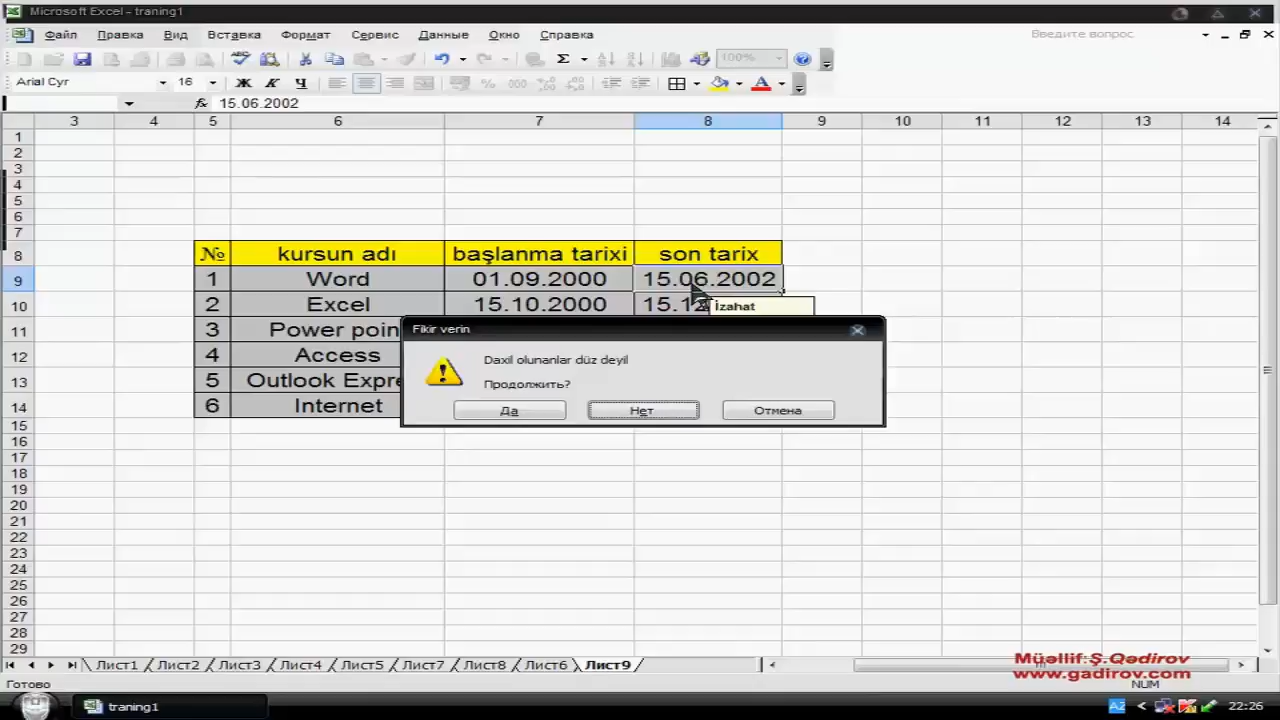 Microsoft Excel - traning1
Файл Правка Вид Вставка Формат Сервис Данные Окно Справка
Введите вопрос
100%
Arial Cyr 16 Ж К Ч
fx 15.06.2002
3 4 5 6 7 8 9 10 11 12 13 14
1
2
3
4
5
6
7
8 № kursun adı başlanma tarixi son tarix
9 1 Word 01.09.2000 15.06.2002
10 2 Excel 15.10.2000
İzahat
11 3 Power poin
12 4 Access
13 5 Outlook Expre
14 6 Internet
Fikir verin
Daxil olunanlar düz deyil
Продолжить?
Да Нет Отмена
15
16
17
18
19
20
21
22
23
24
25
26
27
28
29
Лист1 Лист2 Лист3 Лист4 Лист5 Лист7 Лист8 Лист6 Лист9
Müəllif:Ş.Qədirov
www.gadirov.com
Готово NUM
traning1 AZ 22:26